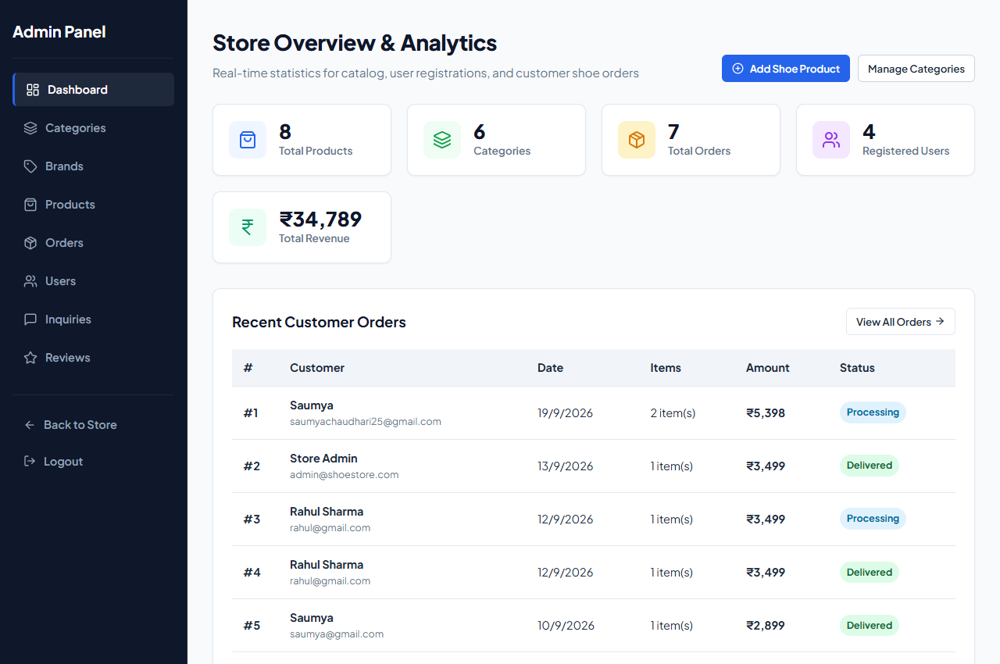 Admin Panel
Dashboard
Categories
Brands
Products
Orders
Users
Inquiries
Reviews
Back to Store
Logout
Store Overview & Analytics
Real-time statistics for catalog, user registrations, and customer shoe orders
Add Shoe Product
Manage Categories
8
Total Products
6
Categories
7
Total Orders
4
Registered Users
₹34,789
Total Revenue
Recent Customer Orders
View All Orders →
# Customer Date Items Amount Status
#1 Saumya 19/9/2026 2 item(s) ₹5,398 Processing
saumyachaudhari25@gmail.com
#2 Store Admin 13/9/2026 1 item(s) ₹3,499 Delivered
admin@shoestore.com
#3 Rahul Sharma 12/9/2026 1 item(s) ₹3,499 Processing
rahul@gmail.com
#4 Rahul Sharma 12/9/2026 1 item(s) ₹3,499 Delivered
rahul@gmail.com
#5 Saumya 10/9/2026 1 item(s) ₹2,899 Delivered
saumya@gmail.com